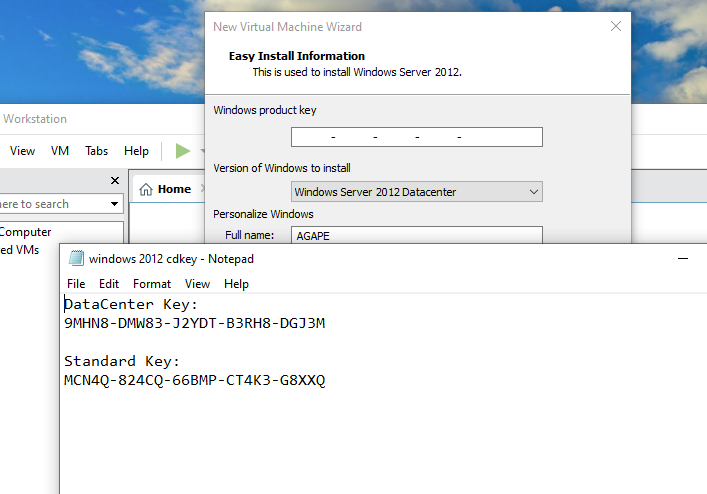 New Virtual Machine Wizard
Easy Install Information
This is used to install Windows Server 2012.
Windows product key
- - - -
Version of Windows to install
Windows Server 2012 Datacenter
Personalize Windows
Full name: AGAPE
Workstation
View VM Tabs Help
Home
here to search
Computer
ed VMs
windows 2012 cdkey - Notepad
File Edit Format View Help
DataCenter Key:
9MHN8-DMW83-J2YDT-B3RH8-DGJ3M
Standard Key:
MCN4Q-824CQ-66BMP-CT4K3-G8XXQ